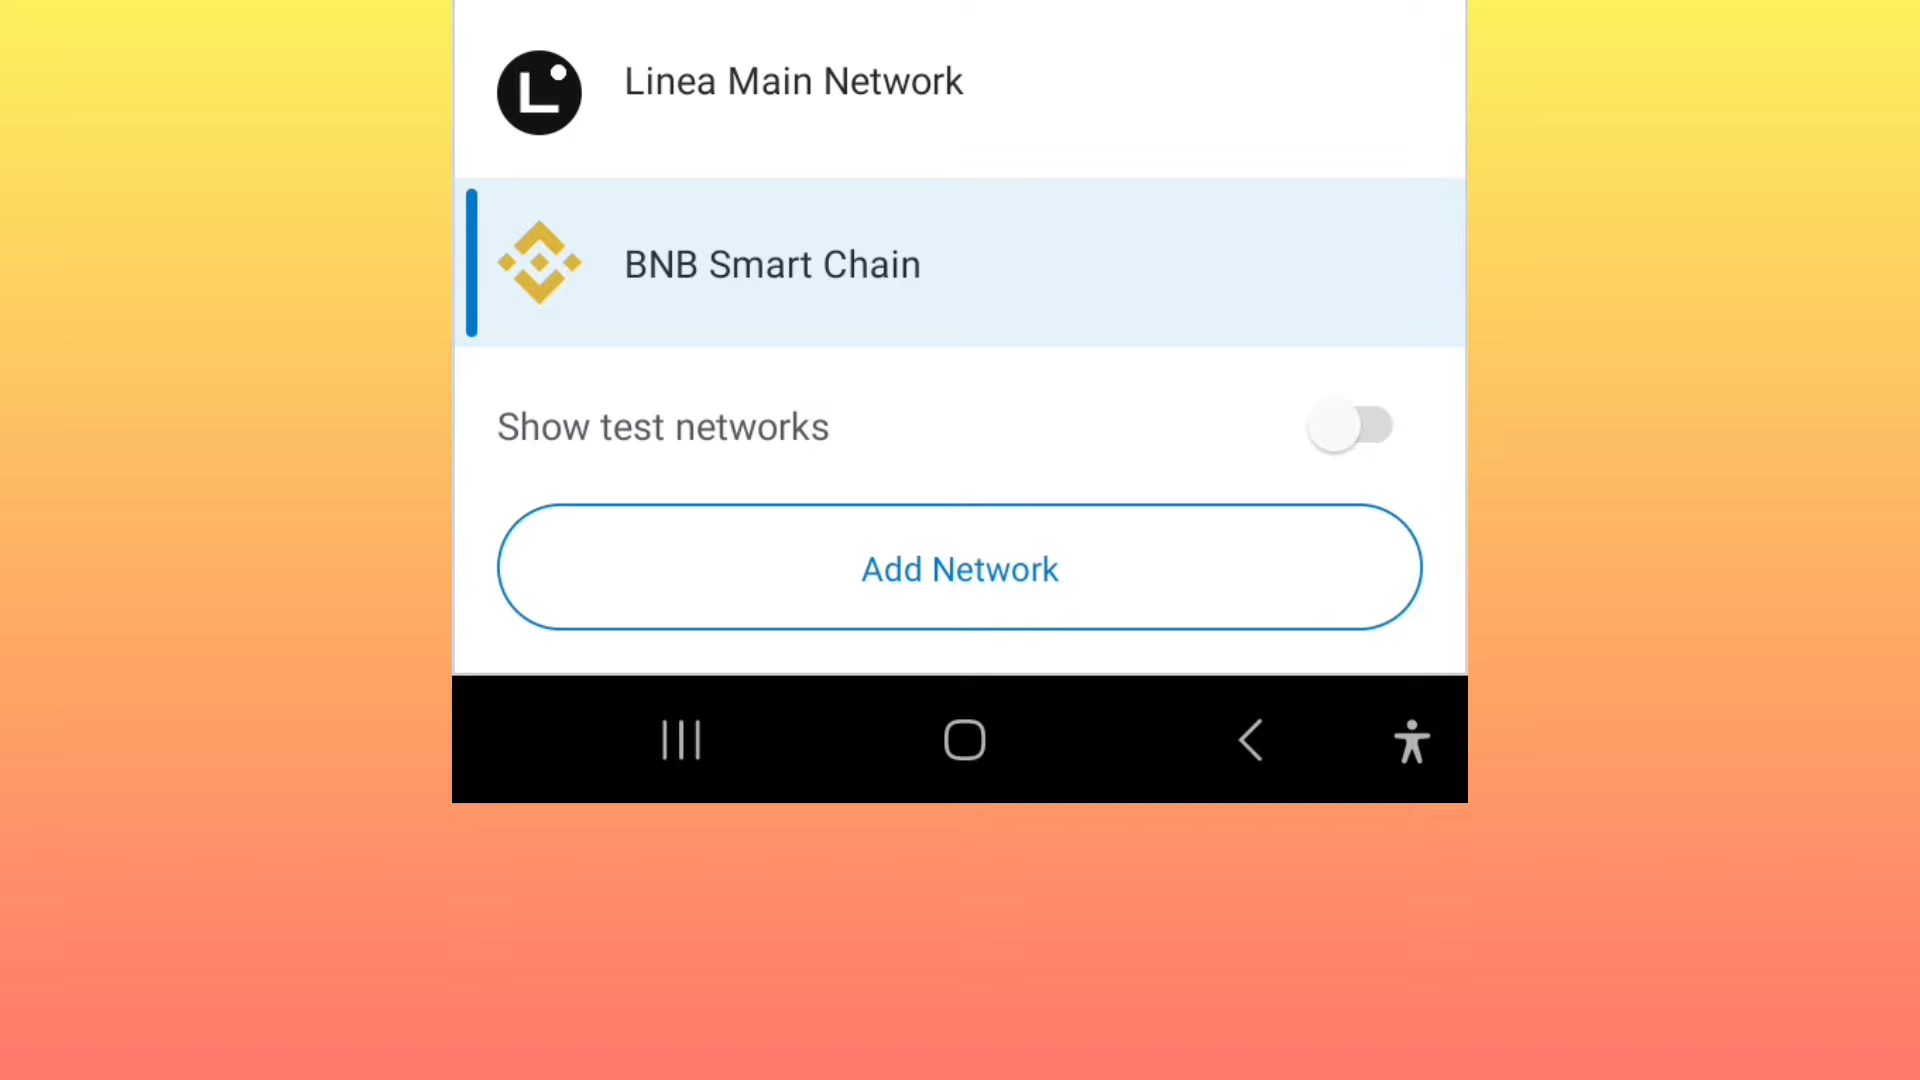 Linea Main Network
BNB Smart Chain
Show test networks
Add Network